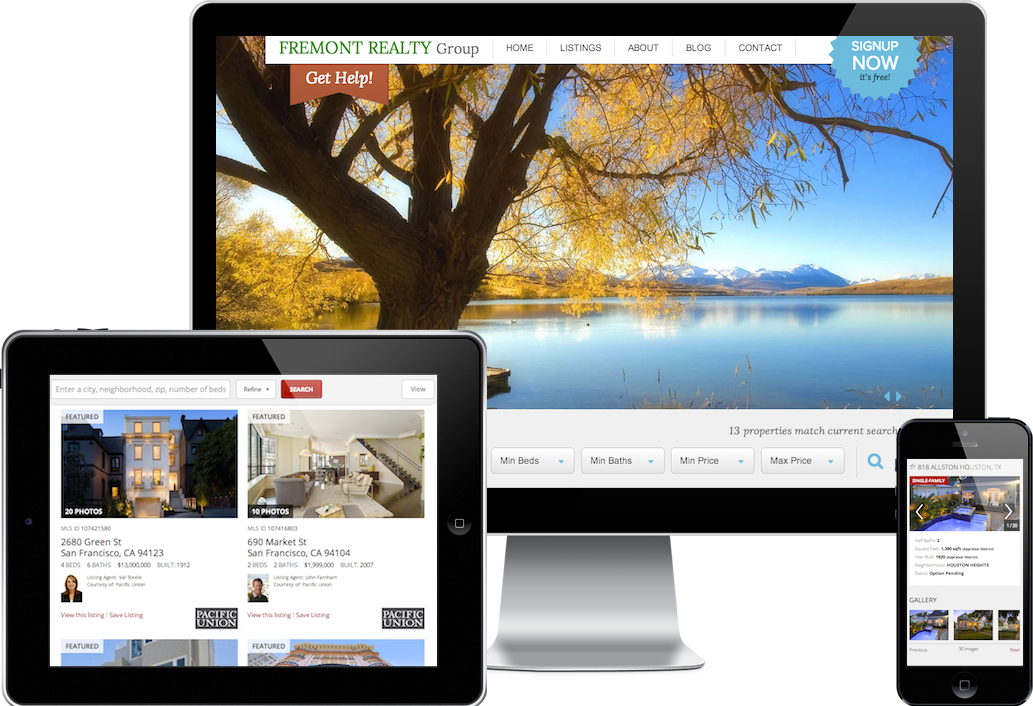 FREMONT REALTY Group
HOME
LISTINGS
ABOUT
BLOG
CONTACT
SIGNUP
NOW
it's free!
Get Help!
13 properties match current search
Min Beds
Min Baths
Min Price
Max Price
Enter a city, neighborhood, zip, number of beds
Refine
SEARCH
View
FEATURED
20 PHOTOS
MLS ID 107421580
2680 Green St
San Francisco, CA 94123
4 BEDS 6 BATHS $13,000,000 BUILT: 1912
Listing Agent: Val Steele
Courtesy of: Pacific Union
View this listing | Save Listing
PACIFIC
UNION
FEATURED
10 PHOTOS
MLS ID 107416803
690 Market St
San Francisco, CA 94104
2 BEDS 2 BATHS $1,999,000 BUILT: 2007
Listing Agent: John Farnham
Courtesy of: Pacific Union
View this listing | Save Listing
PACIFIC
UNION
FEATURED
FEATURED
818 ALLSTON HOUSTON, TX
SINGLE-FAMILY
1/30
Half Baths: 2
Square Feet: 1,390 sqft (Appraisal District)
Year Built: 1920 (Appraisal District)
Neighborhood: HOUSTON HEIGHTS
Status: Option Pending
GALLERY
Previous
30 images
Next